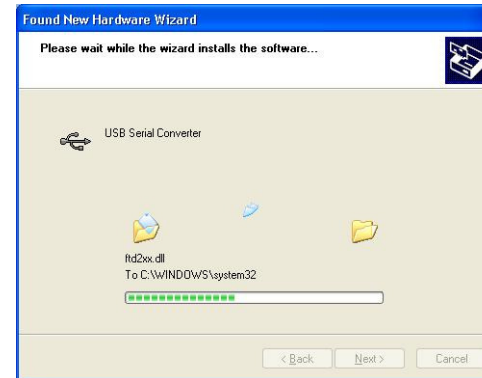 Found New Hardware Wizard
Please wait while the wizard installs the software...
USB Serial Converter
ftd2xx.dll
To C:\WINDOWS\system32
< Back Next > Cancel